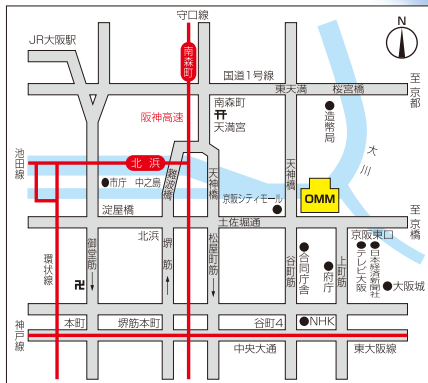 守口線
N
JR大阪駅
南森町
国道1号線
東天満
桜宮橋
至京都
阪神高速
南森町
天満宮
造幣局
大川
池田線
北浜
市庁
中之島
難波橋
天神橋
京阪シティモール
天神橋
OMM
淀屋橋
土佐堀通
至京橋
北浜
京阪東口
環状線
御堂筋
堺筋
松屋町筋
谷町筋
合同庁舎
府庁
上町筋
テレビ大阪
日本経済新聞社
大阪城
卍
神戸線
本町
堺筋本町
谷町4
NHK
中央大通
東大阪線